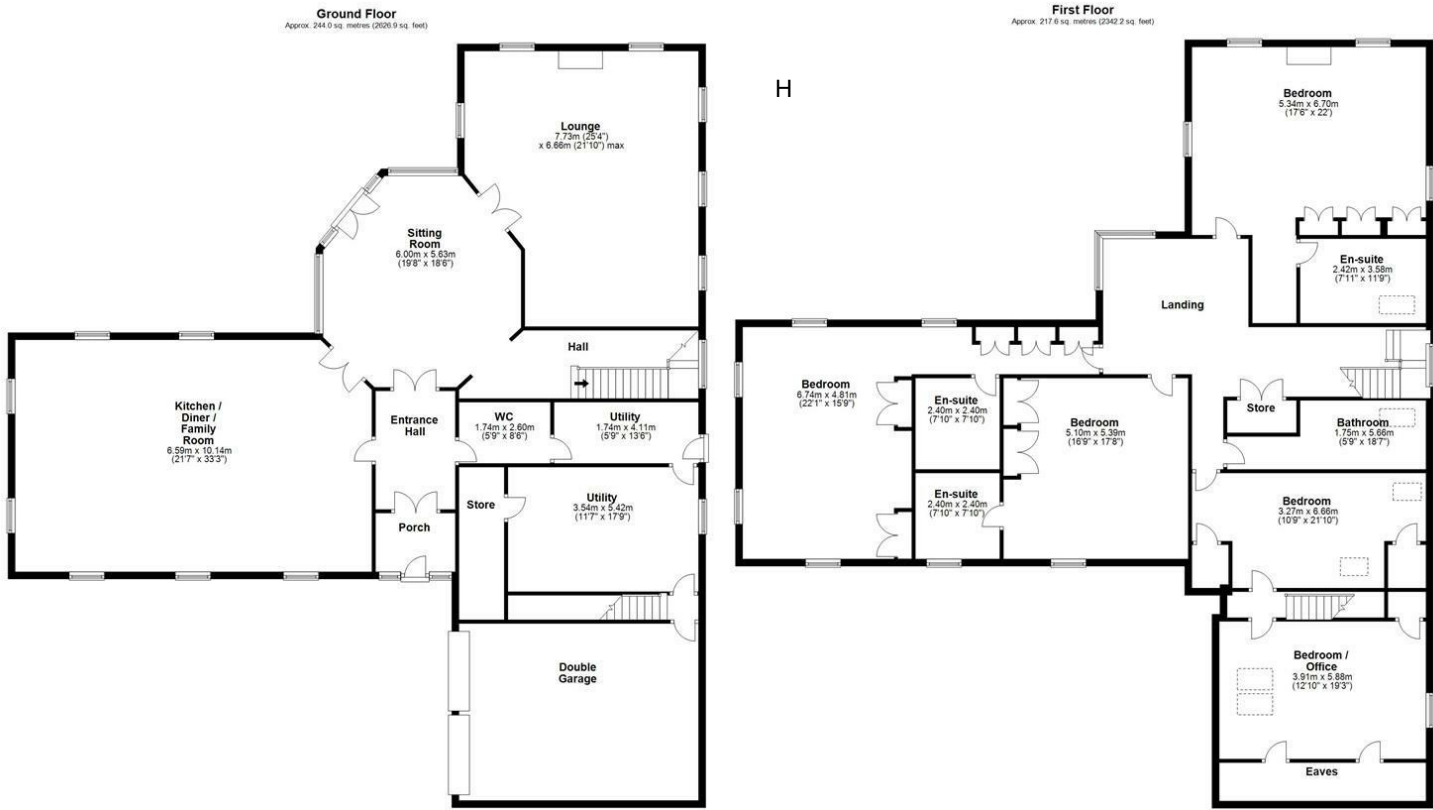 Ground Floor
Approx. 244.0 sq. metres (2626.9 sq. feet)
Lounge
7.73m (25'4")
x 6.66m (21'10") max
Sitting
Room
6.00m x 5.63m
(19'8" x 18'6")
Hall
Kitchen /
Diner /
Family
Room
6.59m x 10.14m
(21'7" x 33'3")
Entrance
Hall
WC
1.74m x 2.60m
(5'9" x 8'6")
Utility
1.74m x 4.11m
(5'9" x 13'6")
Store
Utility
3.54m x 5.42m
(11'7" x 17'9")
Porch
Double
Garage
First Floor
Approx. 217.6 sq. metres (2342.2 sq. feet)
H
Bedroom
5.34m x 6.70m
(17'6" x 22')
En-suite
2.42m x 3.58m
(7'11" x 11'9")
Landing
Bedroom
6.74m x 4.81m
(22'1" x 15'9")
En-suite
2.40m x 2.40m
(7'10" x 7'10")
Bedroom
5.10m x 5.39m
(16'9" x 17'8")
Store
Bathroom
1.75m x 5.66m
(5'9" x 18'7")
En-suite
2.40m x 2.40m
(7'10" x 7'10")
Bedroom
3.27m x 6.66m
(10'9" x 21'10")
Bedroom /
Office
3.91m x 5.88m
(12'10" x 19'3")
Eaves